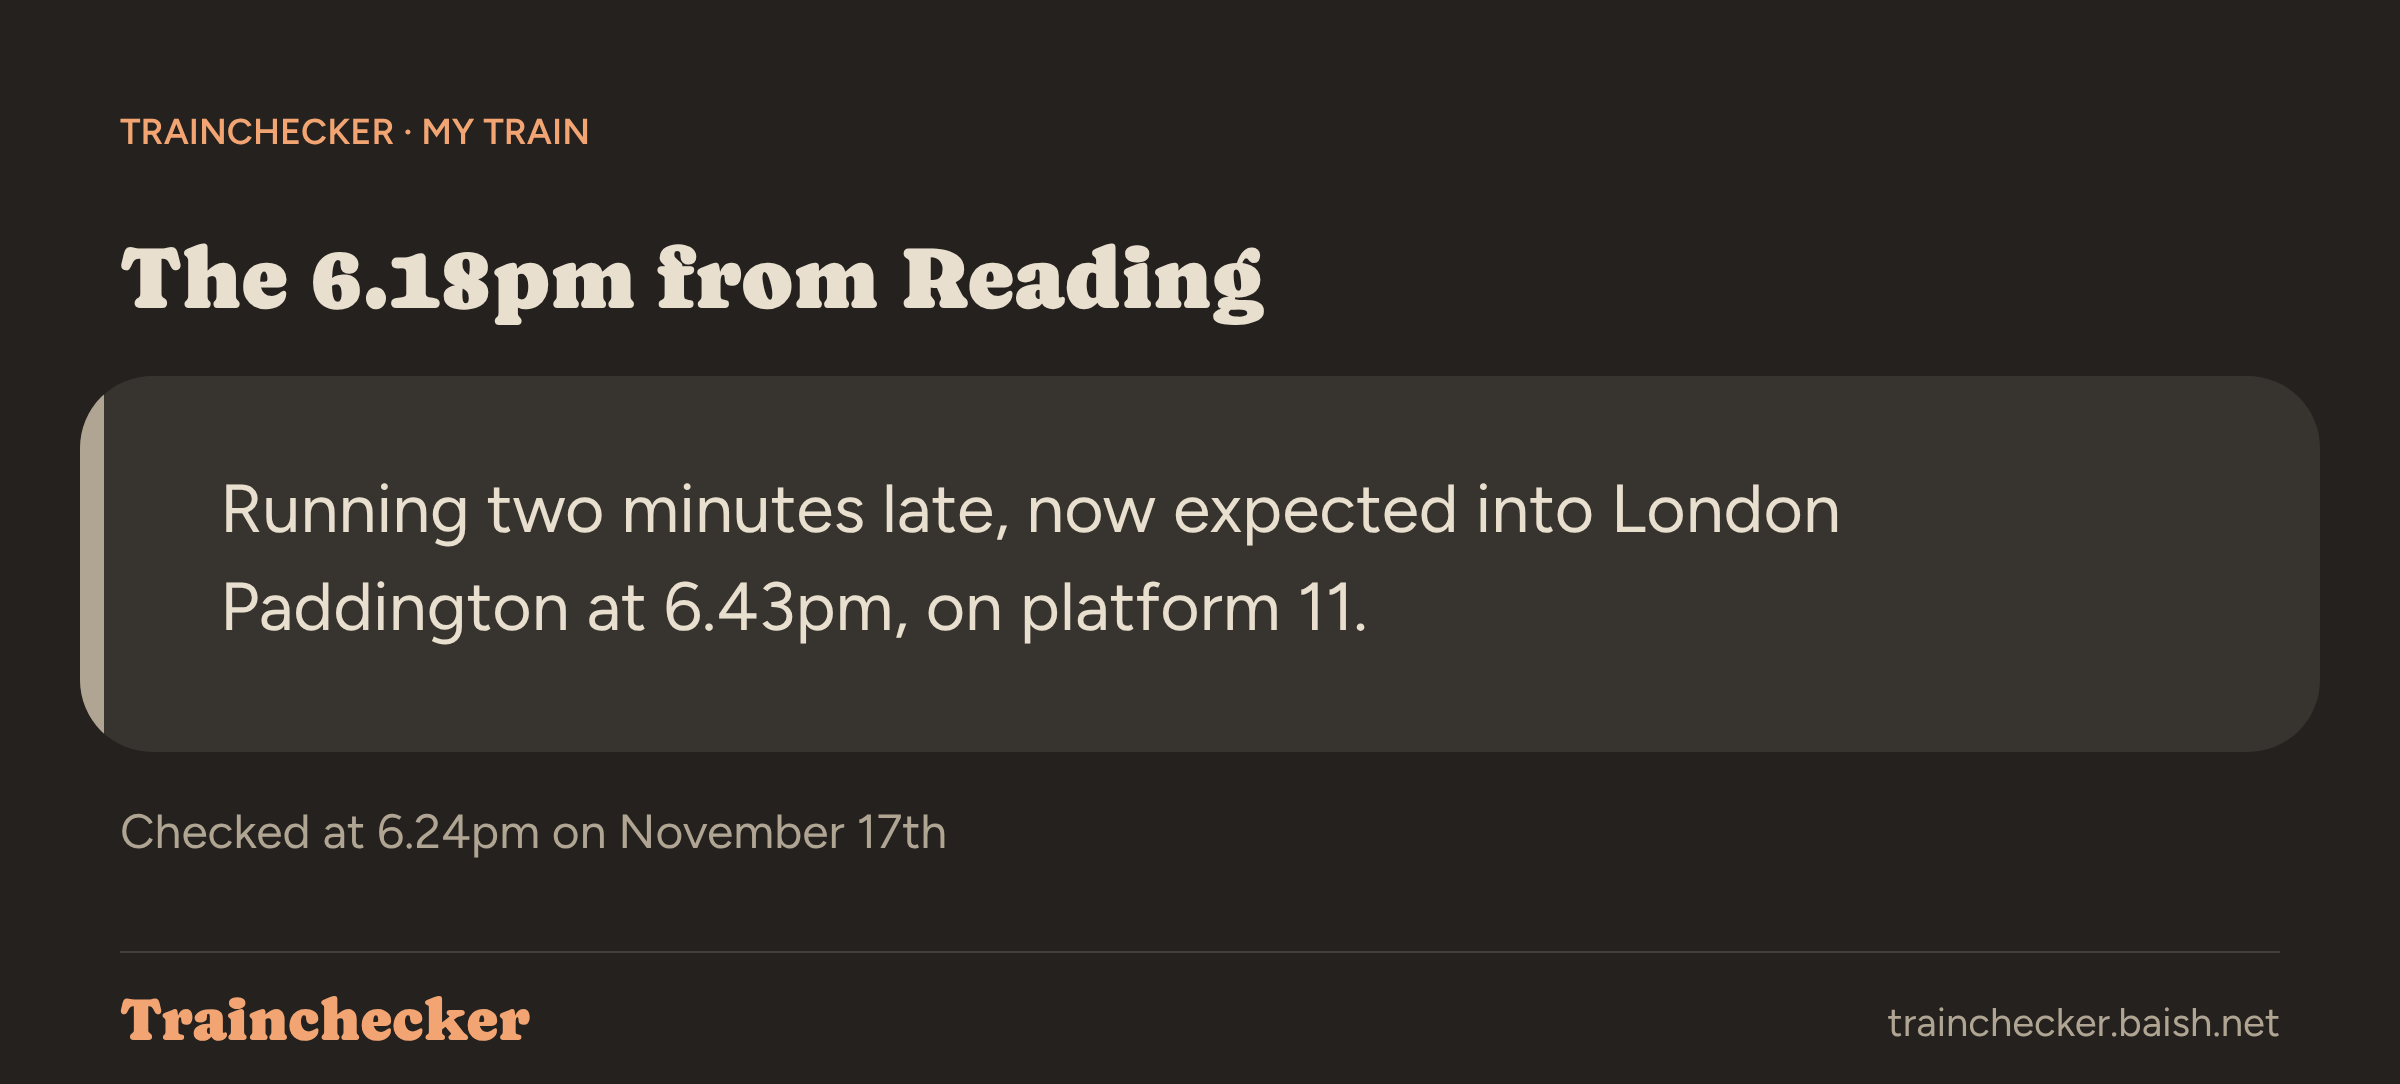 TRAINCHECKER · MY TRAIN
The 6.18pm from Reading
Running two minutes late, now expected into London
Paddington at 6.43pm, on platform 11.
Checked at 6.24pm on November 17th
Trainchecker
trainchecker.baish.net